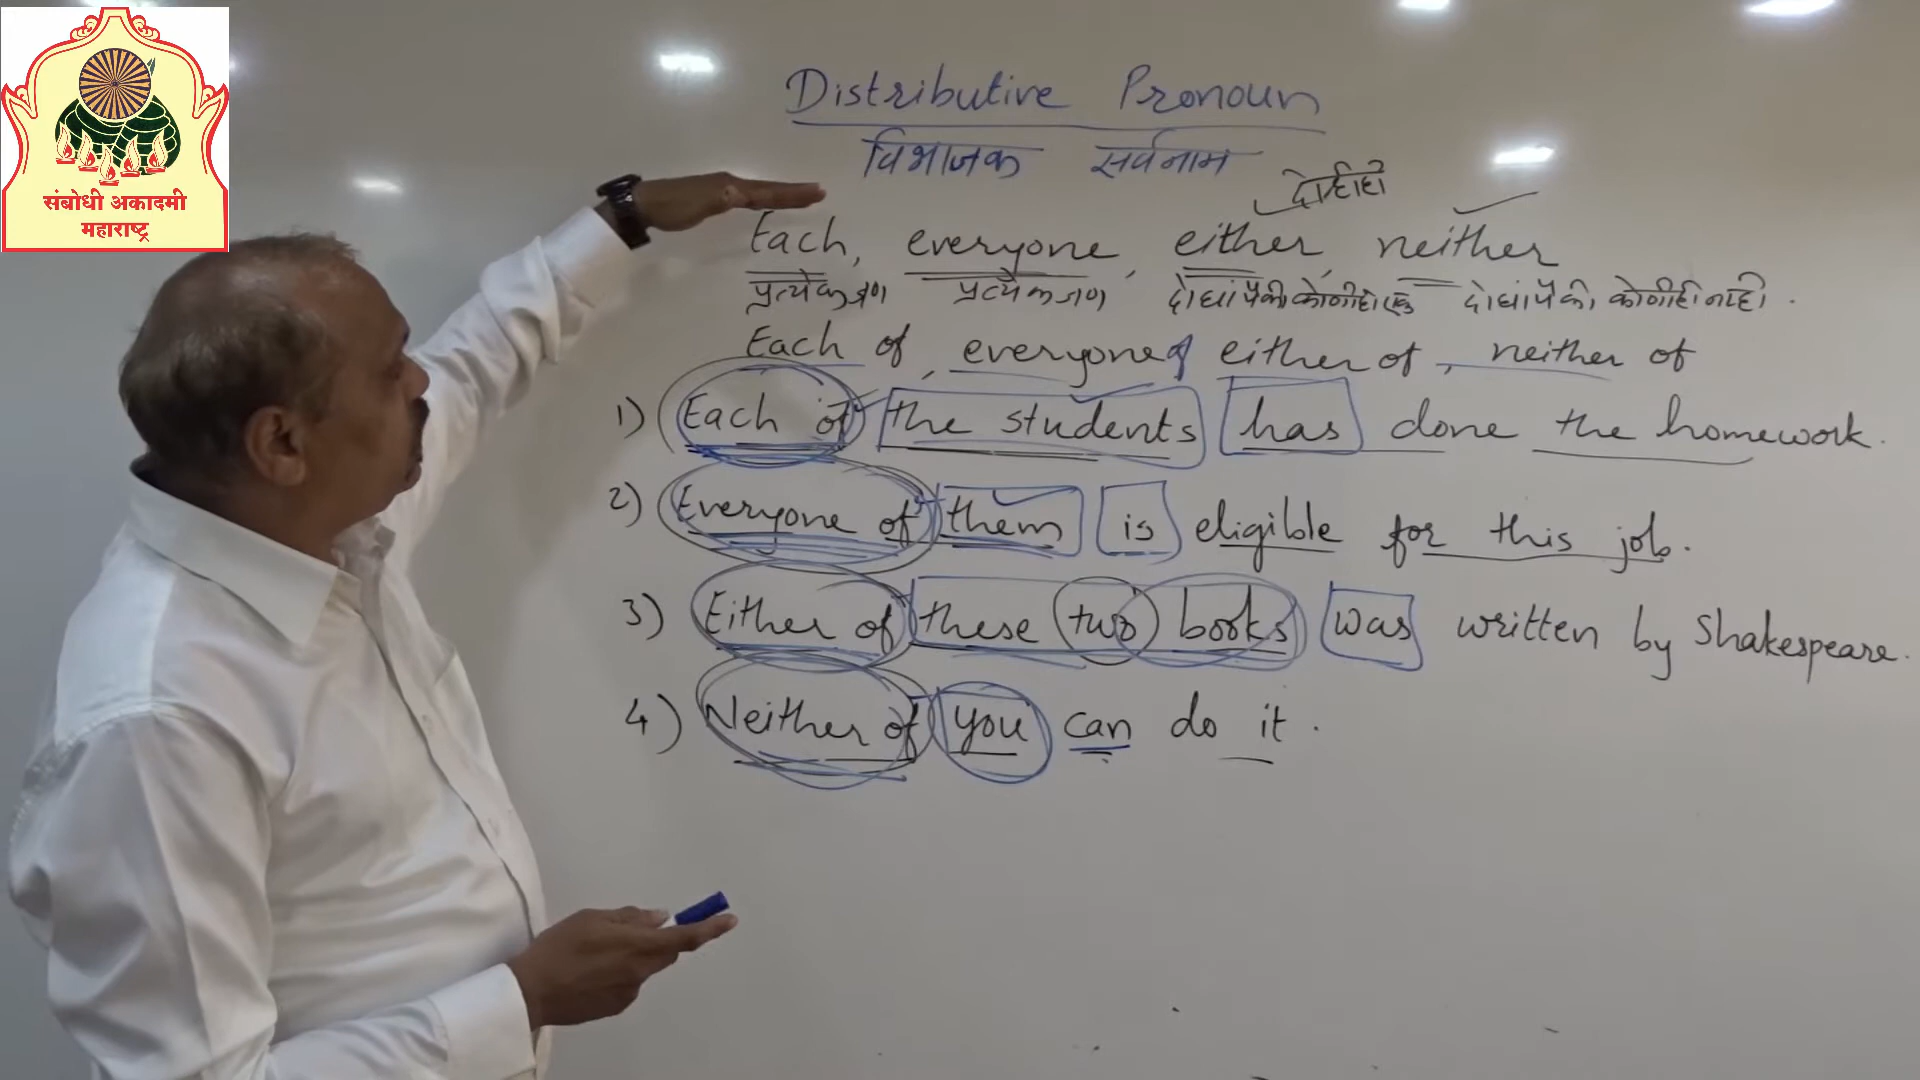 संबोधी अकादमी
महाराष्ट्र
Distributive Pronoun
विभाजक सर्वनाम
Each, everyone, either, neither
प्रत्येकजण प्रत्येकजण दोघांपैकी कोणीही एक दोघांपैकी कोणीही नाही.
Each of, everyone of either of, neither of
1) Each of the students has done the homework.
2) Everyone of them is eligible for this job.
3) Either of these two books was written by Shakespeare.
4) Neither of you can do it.